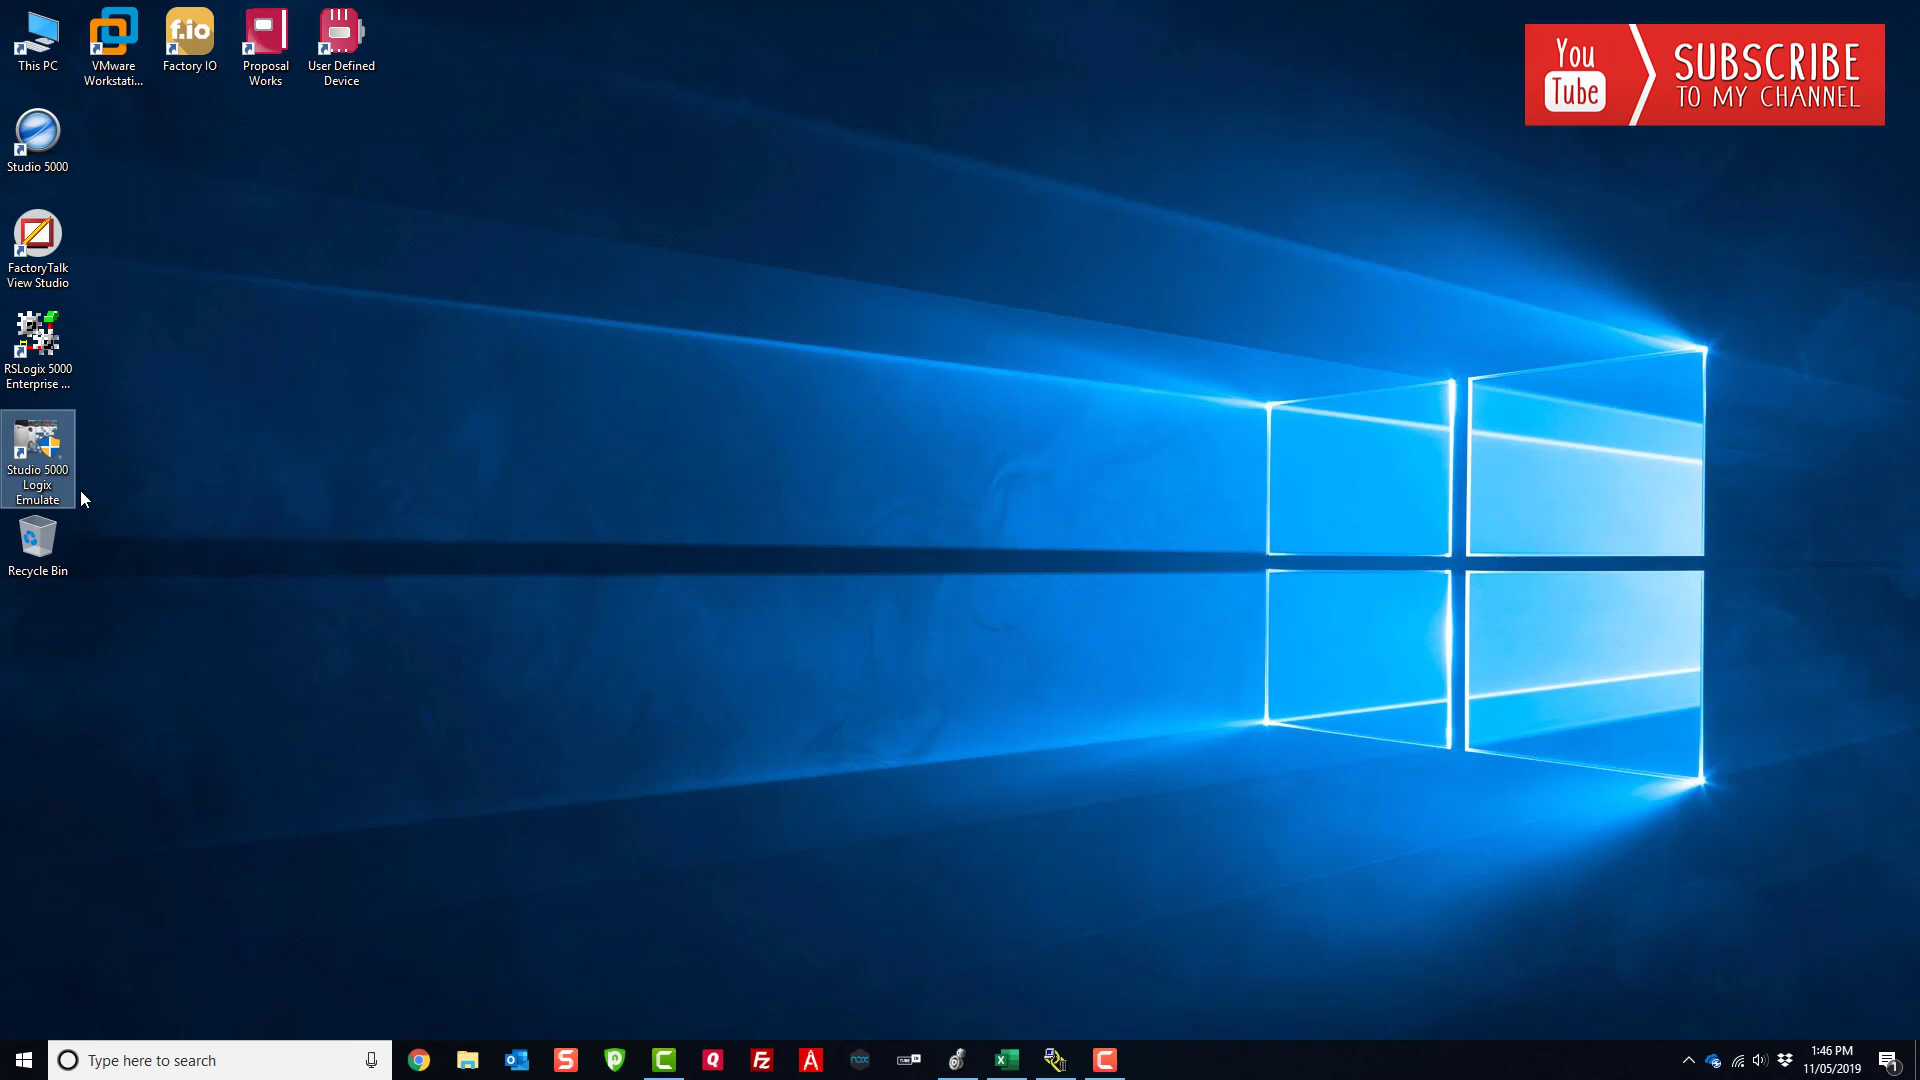 This PC
VMware
Workstati...
f.io
Factory IO
Proposal
Works
User Defined
Device
You
Tube
SUBSCRIBE
TO MY CHANNEL
Studio 5000
FactoryTalk
View Studio
RSLogix 5000
Enterprise ...
Studio 5000
Logix
Emulate
Recycle Bin
Type here to search
1:46 PM
11/05/2019
1